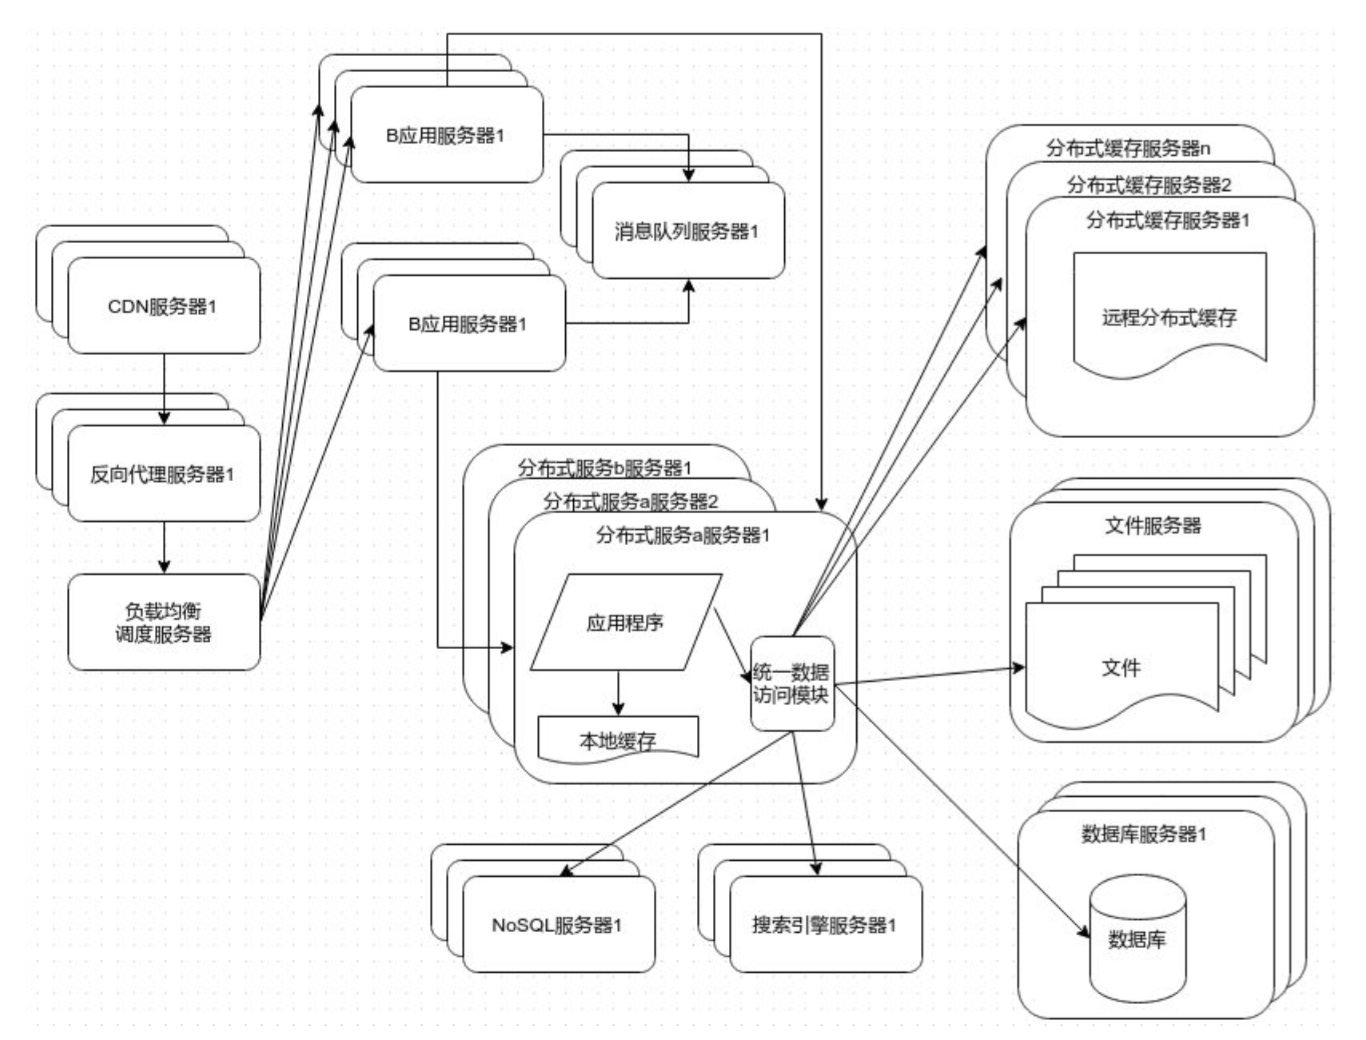 B应用服务器1
消息队列服务器1
CDN服务器1
B应用服务器1
反向代理服务器1
负载均衡
调度服务器
分布式服务b服务器1
分布式服务a服务器2
分布式服务a服务器1
应用程序
本地缓存
统一数据
访问模块
分布式缓存服务器n
分布式缓存服务器2
分布式缓存服务器1
远程分布式缓存
文件服务器
文件
数据库服务器1
数据库
NoSQL服务器1
搜索引擎服务器1